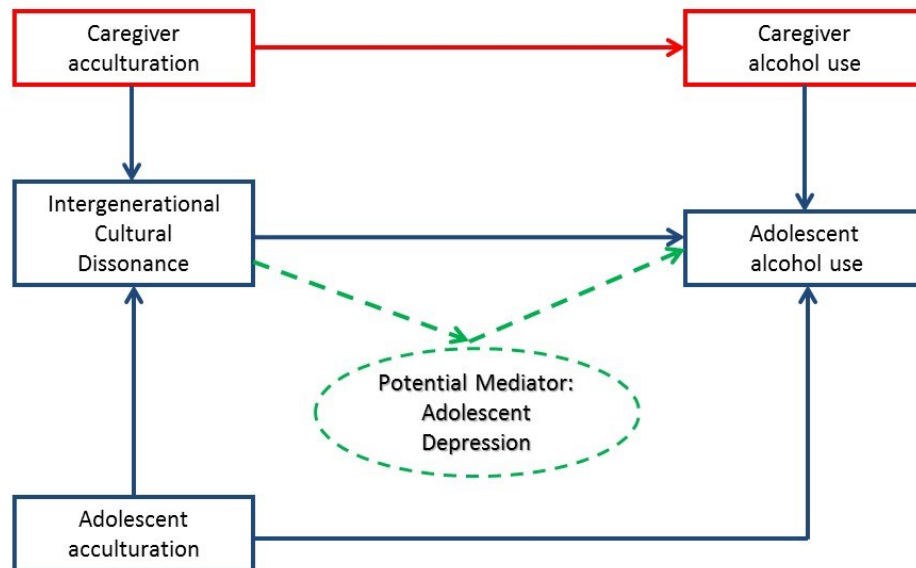 Caregiver
acculturation
Caregiver
alcohol use
Intergenerational
Cultural
Dissonance
Adolescent
alcohol use
Potential Mediator:
Adolescent
Depression
Adolescent
acculturation